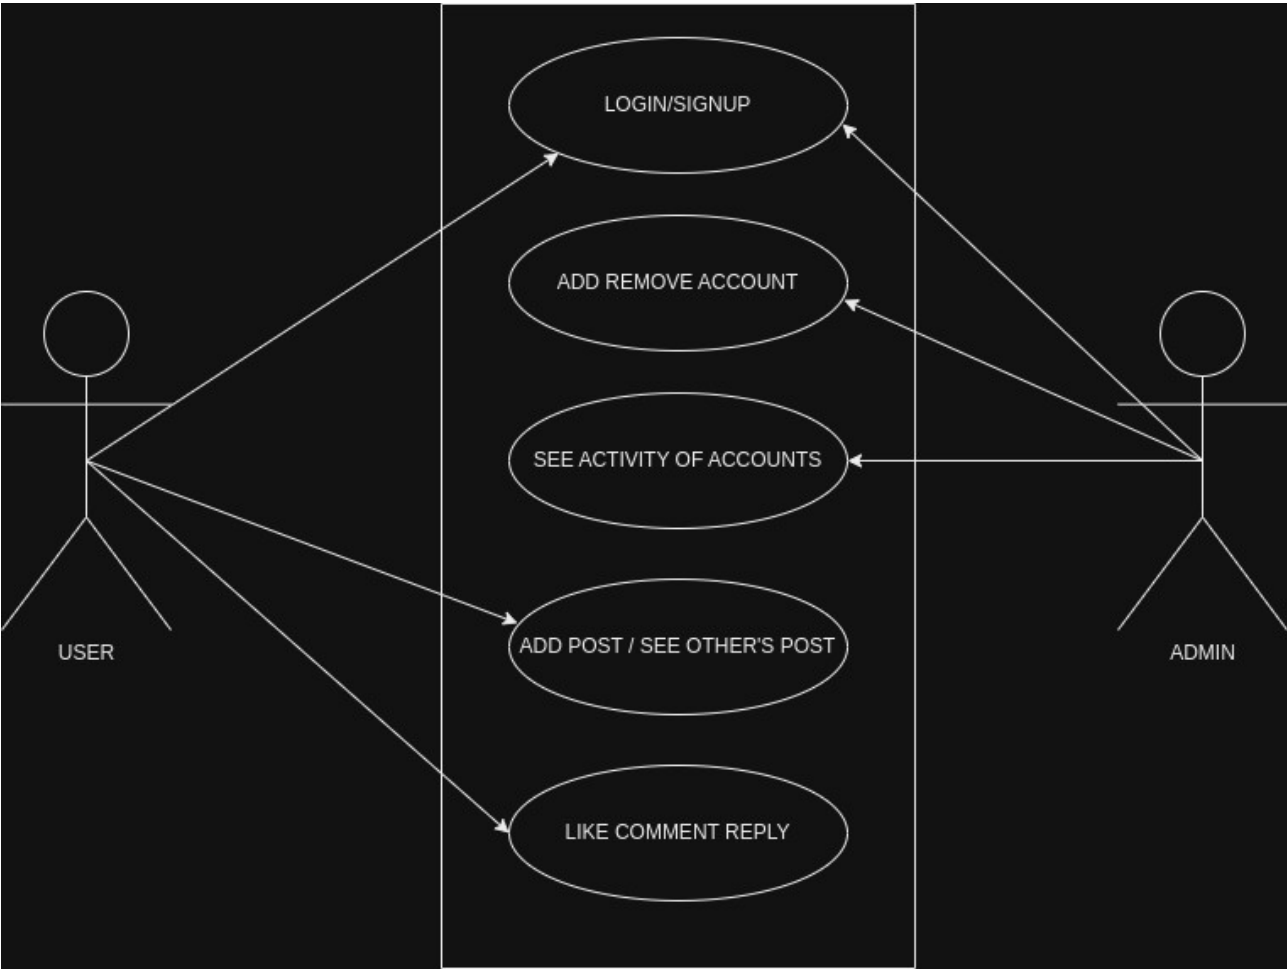 LOGIN/SIGNUP
ADD REMOVE ACCOUNT
SEE ACTIVITY OF ACCOUNTS
ADD POST / SEE OTHER'S POST
USER
ADMIN
LIKE COMMENT REPLY